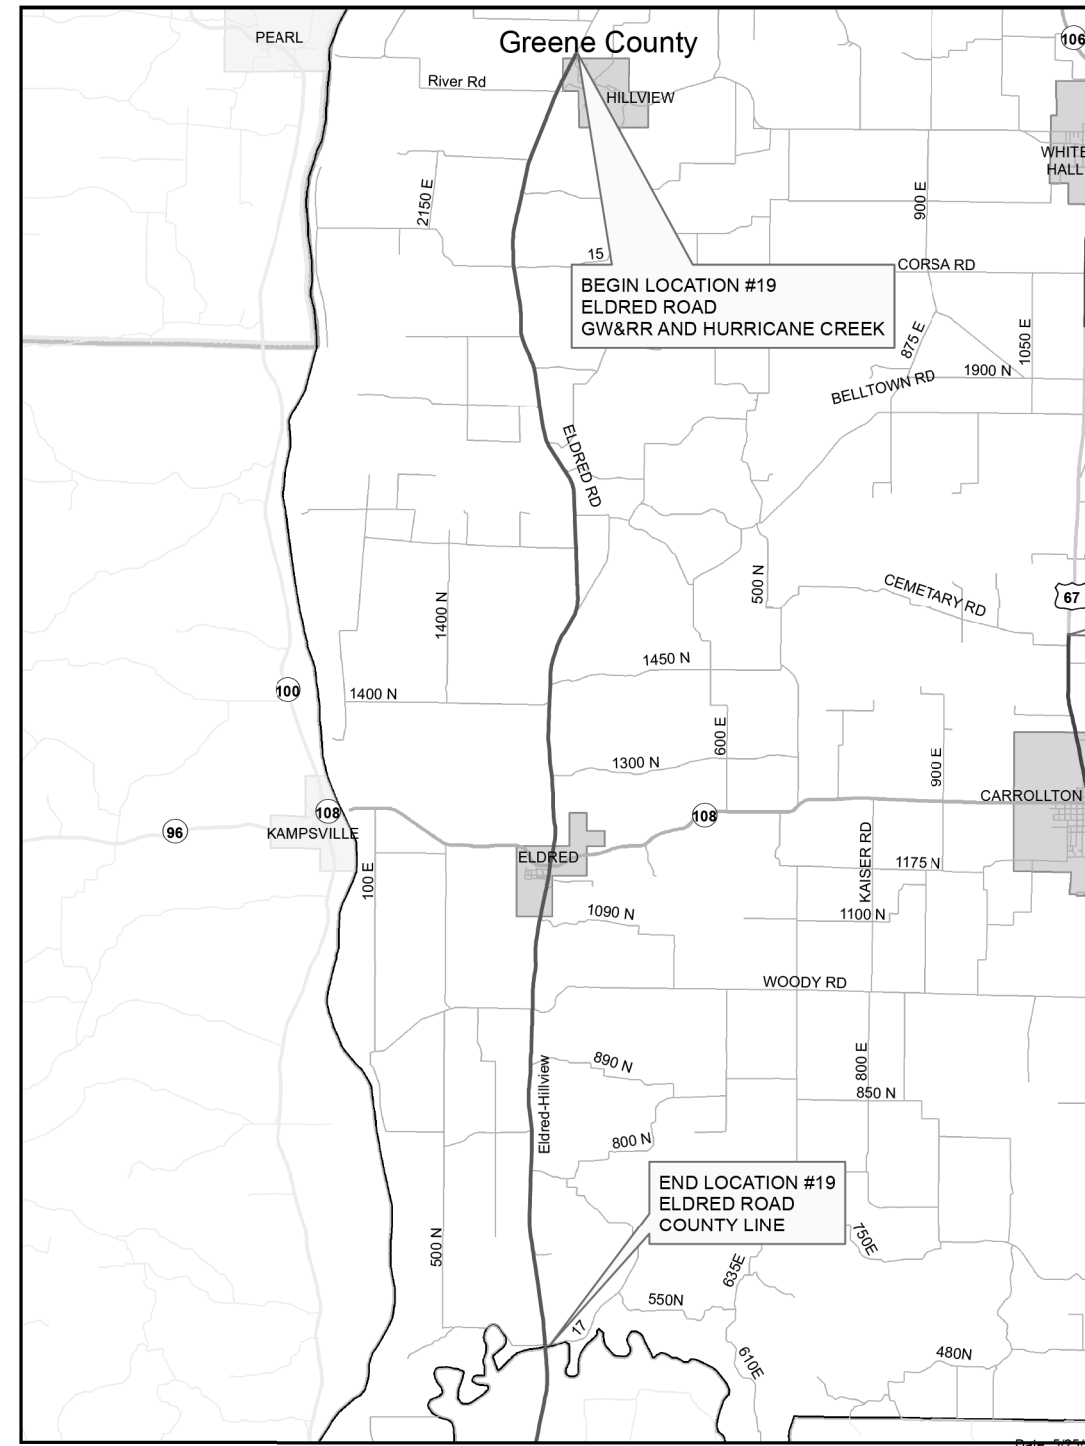 PEARL
Greene County
106
River Rd
HILLVIEW
WHITE
HALL
2150 E
900 E
15
CORSA RD
BEGIN LOCATION #19
ELDRED ROAD
GW&RR AND HURRICANE CREEK
875 E
1050 E
1900 N
BELLTOWN RD
ELDRED RD
500 N
CEMETARY RD
67
1400 N
1450 N
100
1400 N
600 E
1300 N
900 E
CARROLLTON
108
108
96
KAMPSVILLE
ELDRED
KAISER RD
1175 N
100 E
1090 N
1100 N
WOODY RD
Eldred-Hillview
890 N
800 E
850 N
800 N
END LOCATION #19
ELDRED ROAD
COUNTY LINE
500 N
750E
635E
550N
17
610E
480N